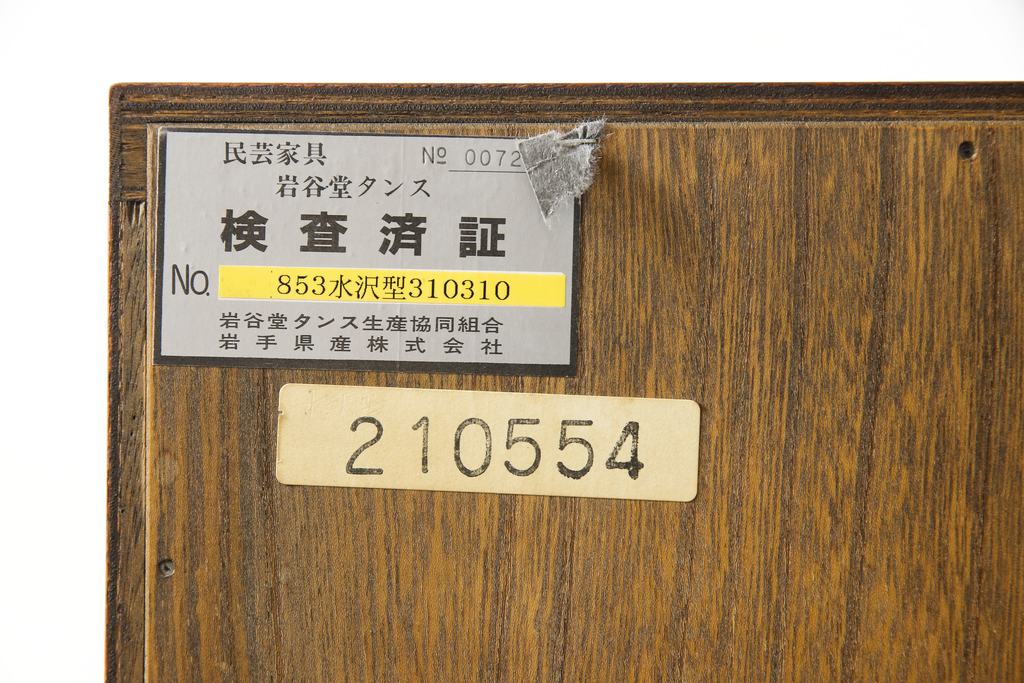 民芸家具 № 0072
岩谷堂タンス
検査済証
No. 853水沢型310310
岩谷堂タンス生産協同組合
岩手県産株式会社
210554